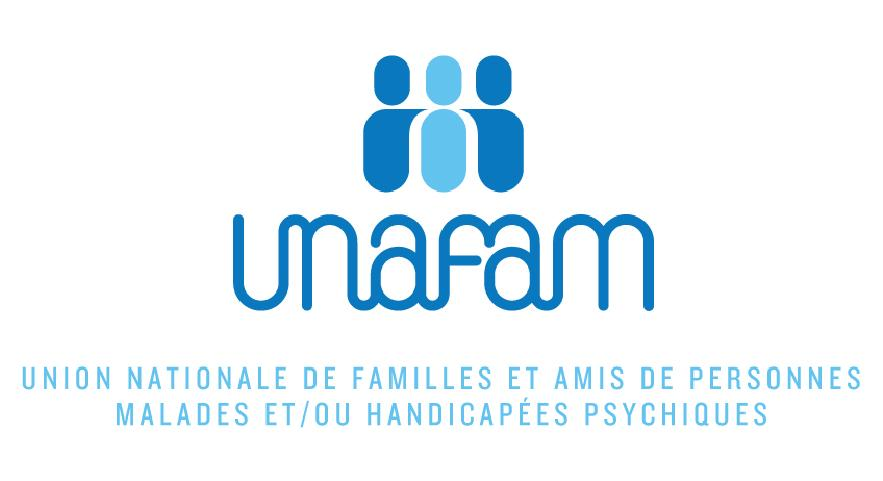 unafam
UNION NATIONALE DE FAMILLES ET AMIS DE PERSONNES
MALADES ET/OU HANDICAPÉES PSYCHIQUES